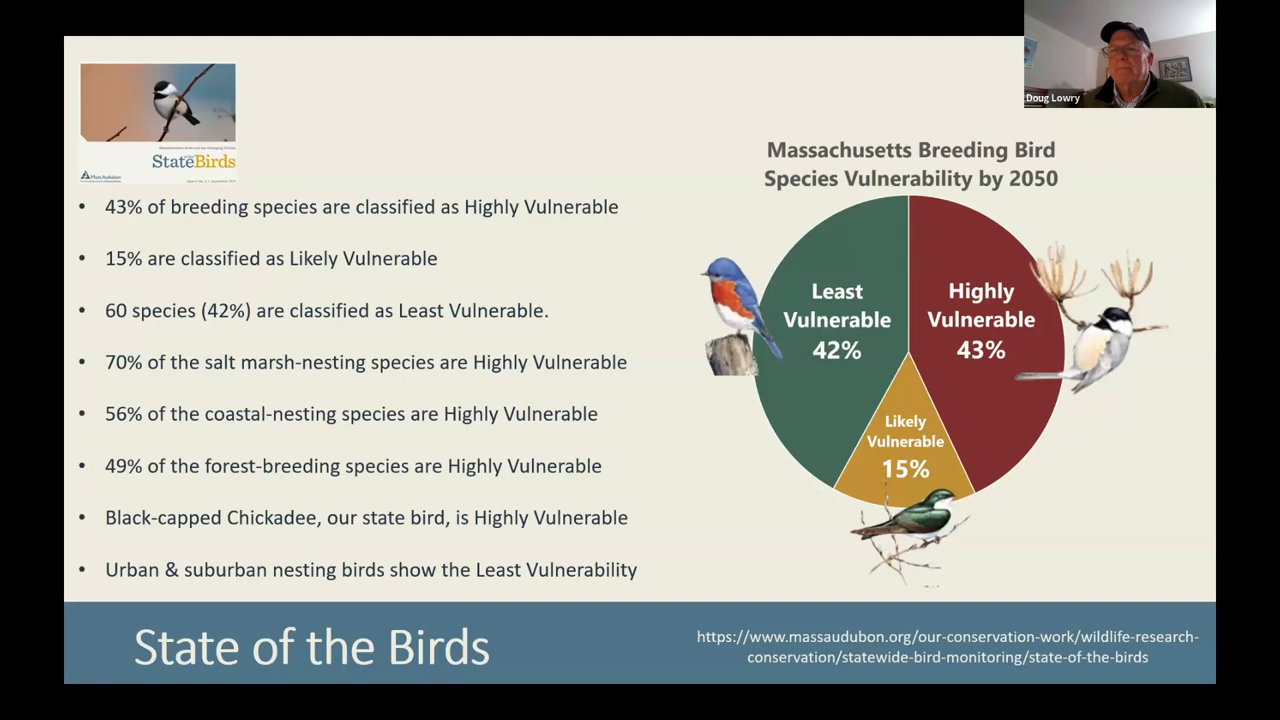 Doug Lowry
StateBirds
Mass Audubon
• 43% of breeding species are classified as Highly Vulnerable
• 15% are classified as Likely Vulnerable
• 60 species (42%) are classified as Least Vulnerable.
• 70% of the salt marsh-nesting species are Highly Vulnerable
• 56% of the coastal-nesting species are Highly Vulnerable
• 49% of the forest-breeding species are Highly Vulnerable
• Black-capped Chickadee, our state bird, is Highly Vulnerable
• Urban & suburban nesting birds show the Least Vulnerability
Massachusetts Breeding Bird
Species Vulnerability by 2050
Least
Vulnerable
42%
Highly
Vulnerable
43%
Likely
Vulnerable
15%
State of the Birds
https://www.massaudubon.org/our-conservation-work/wildlife-research-
conservation/statewide-bird-monitoring/state-of-the-birds